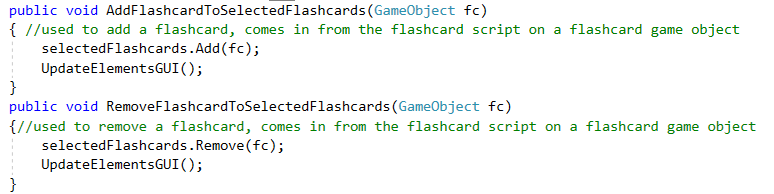 public void AddFlashcardToSelectedFlashcards(GameObject fc)
{ //used to add a flashcard, comes in from the flashcard script on a flashcard game object
    selectedFlashcards.Add(fc);
    UpdateElementsGUI();
}
public void RemoveFlashcardToSelectedFlashcards(GameObject fc)
{//used to remove a flashcard, comes in from the flashcard script on a flashcard game object
    selectedFlashcards.Remove(fc);
    UpdateElementsGUI();
}